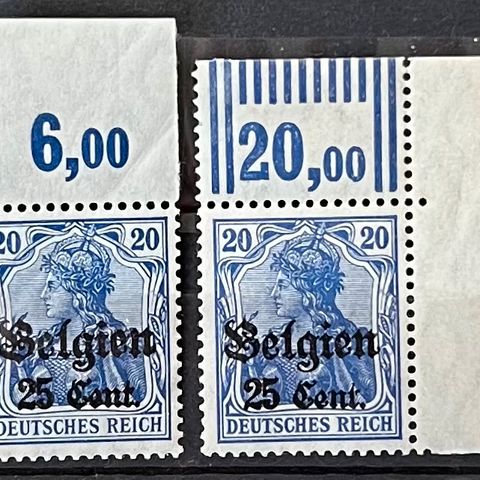 6,00
20 20
Belgien
25 Cent.
DEUTSCHES REICH
20,00
20 20
Belgien
25 Cent.
DEUTSCHES REICH